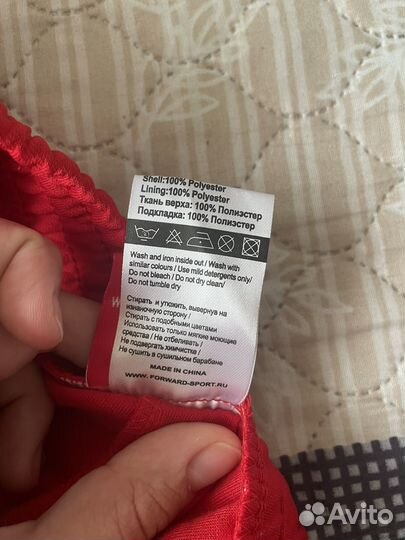 Shell:100% Polyester
Lining:100% Polyester
Ткань верха: 100% Полиэстер
Подкладка: 100% Полиэстер
Wash and iron inside out / Wash with
similar colours / Use mild detergents only/
Do not bleach / Do not dry clean/
Do not tumble dry
Стирать и утюжить, вывернув на
изнаночную сторону /
Стирать с подобными цветами
Использовать только мягкие моющие
средства / Не отбеливать /
Не подвергать химчистке /
Не сушить в сушильном барабане
MADE IN CHINA
WWW.FORWARD-SPORT.RU
Avito